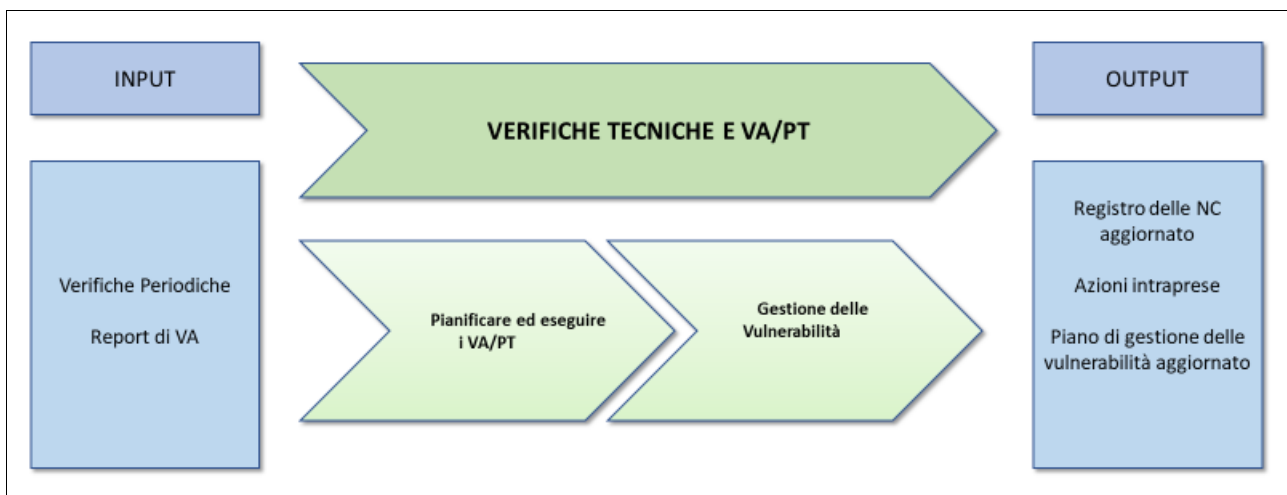 INPUT
VERIFICHE TECNICHE E VA/PT
OUTPUT
Verifiche Periodiche
Report di VA
Pianificare ed eseguire
i VA/PT
Gestione delle
Vulnerabilità
Registro delle NC
aggiornato
Azioni intraprese
Piano di gestione delle
vulnerabilità aggiornato